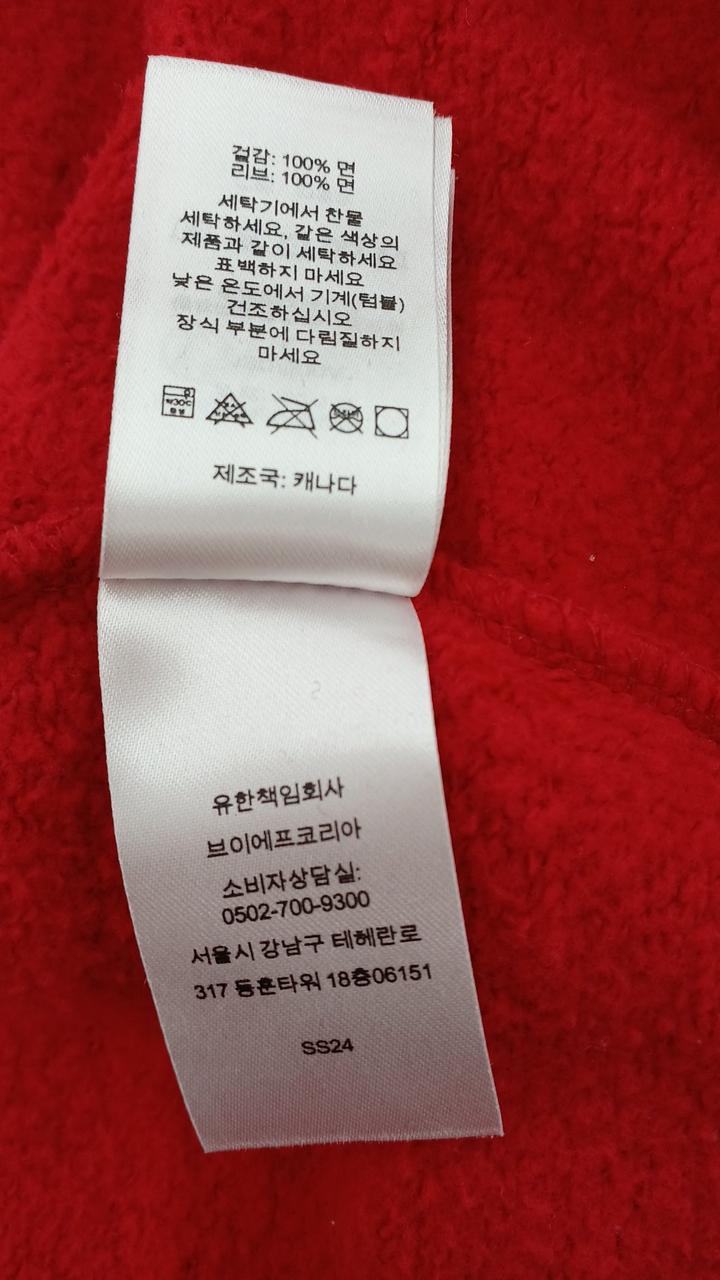 겉감: 100% 면
리브: 100% 면
세탁기에서 찬물
세탁하세요, 같은 색상의
제품과 같이 세탁하세요
표백하지 마세요
낮은 온도에서 기계(텀블)
건조하십시오
장식 부분에 다림질하지
마세요
약30℃
제조국: 캐나다
유한책임회사
브이에프코리아
소비자상담실:
0502-700-9300
서울시 강남구 테헤란로
317 동훈타워 18층06151
SS24